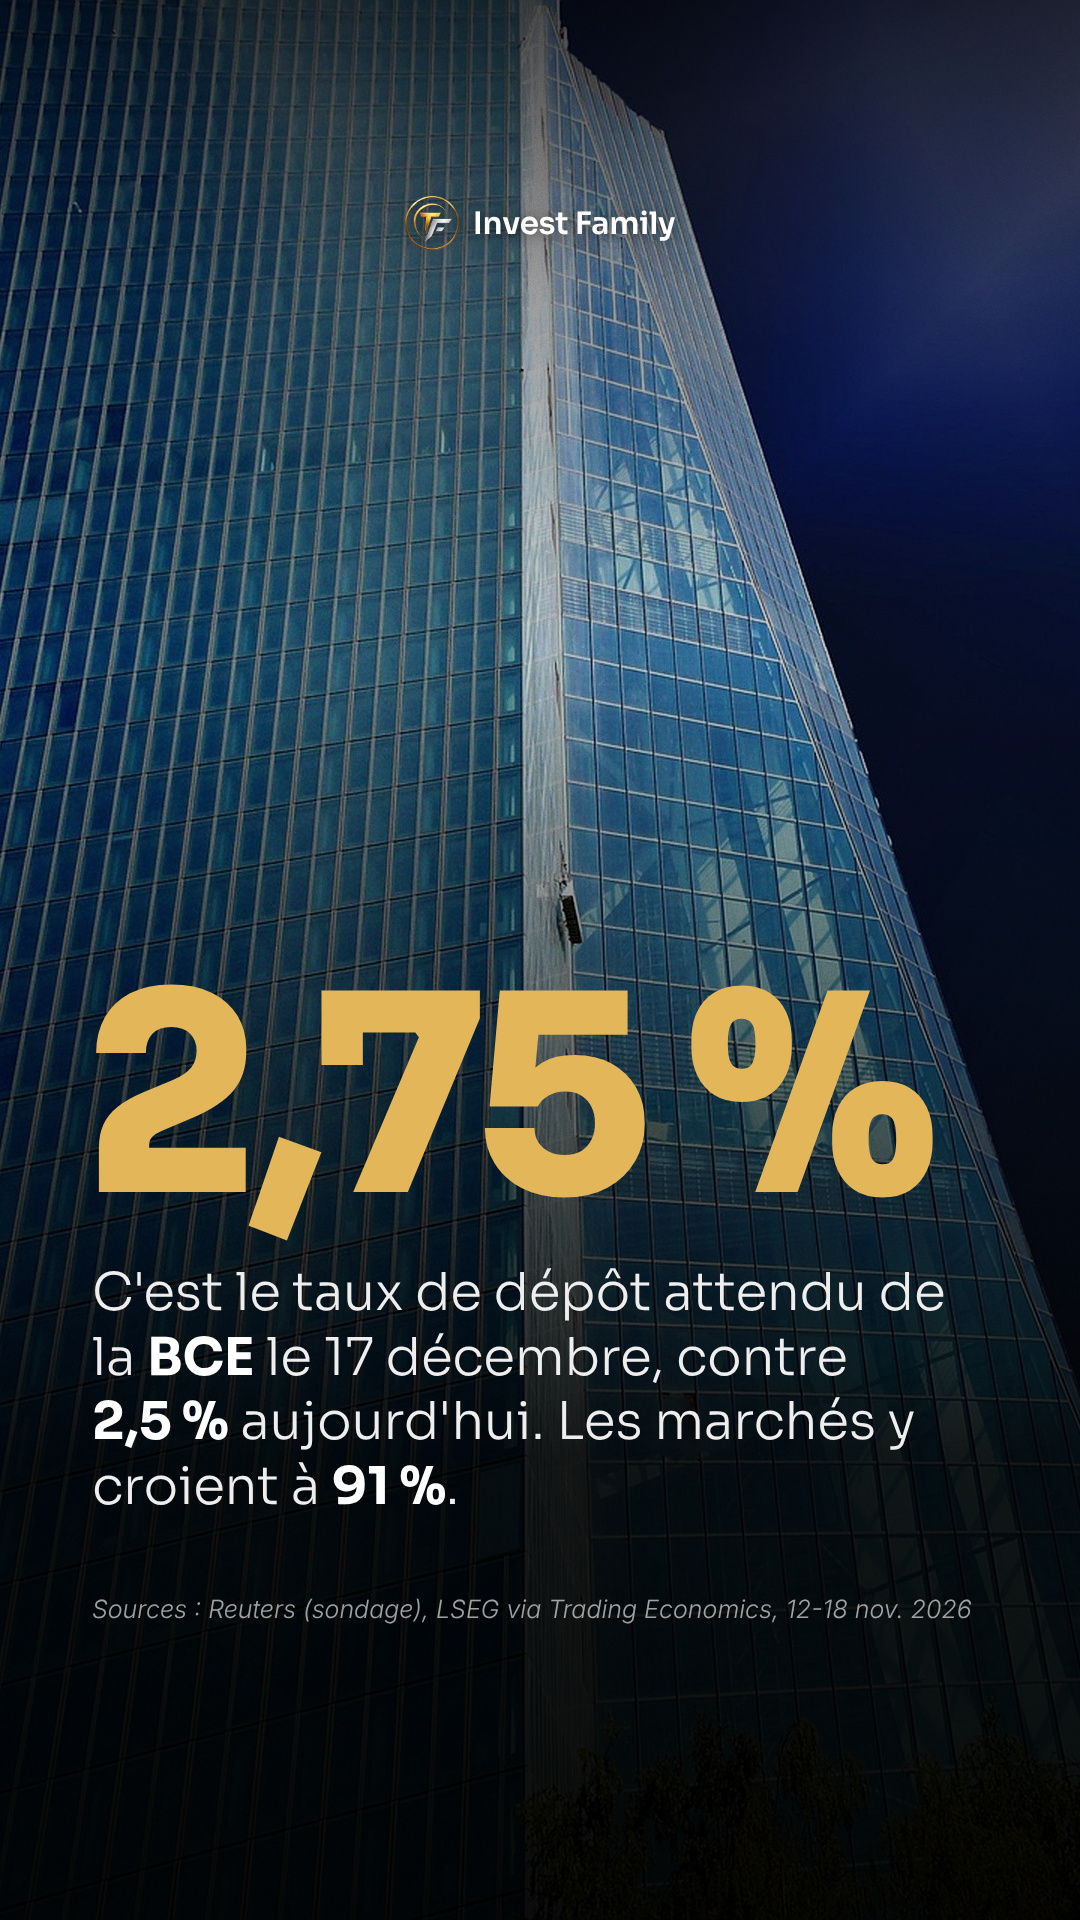 TF Invest Family
2,75 %
C'est le taux de dépôt attendu de
la BCE le 17 décembre, contre
2,5 % aujourd'hui. Les marchés y
croient à 91 %.
Sources : Reuters (sondage), LSEG via Trading Economics, 12-18 nov. 2026